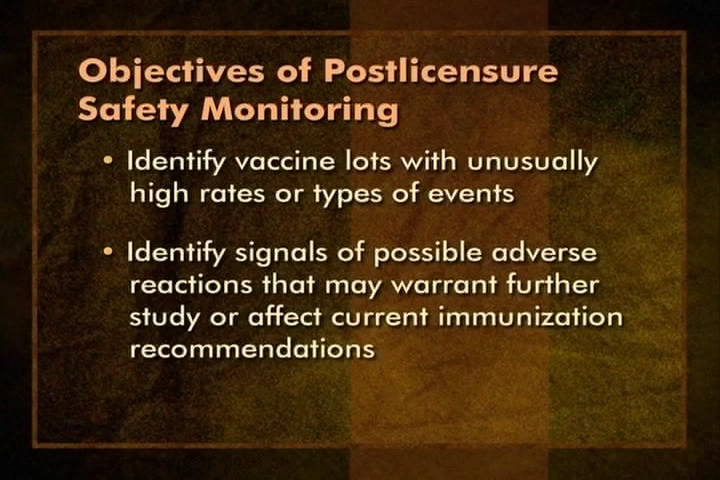 Objectives of Postlicensure
Safety Monitoring
• Identify vaccine lots with unusually
high rates or types of events
• Identify signals of possible adverse
reactions that may warrant further
study or affect current immunization
recommendations